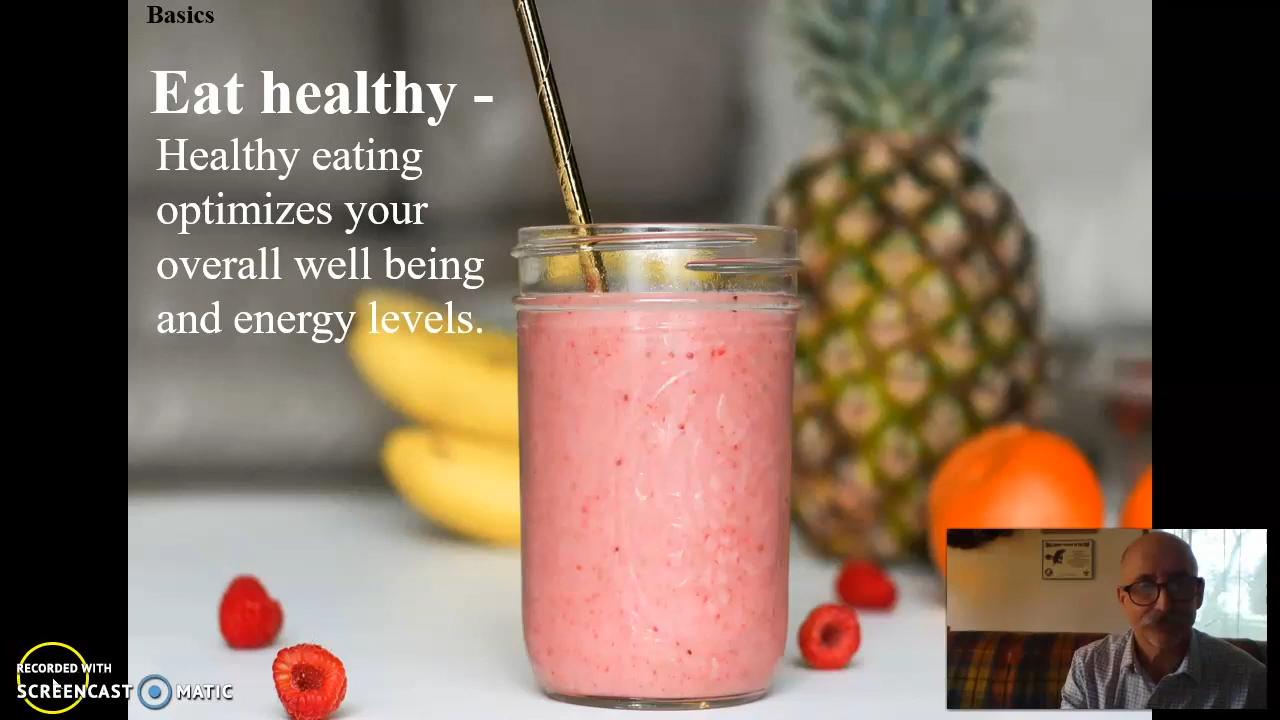 Basics
Eat healthy -
Healthy eating
optimizes your
overall well being
and energy levels.
RECORDED WITH
SCREENCAST MATIC